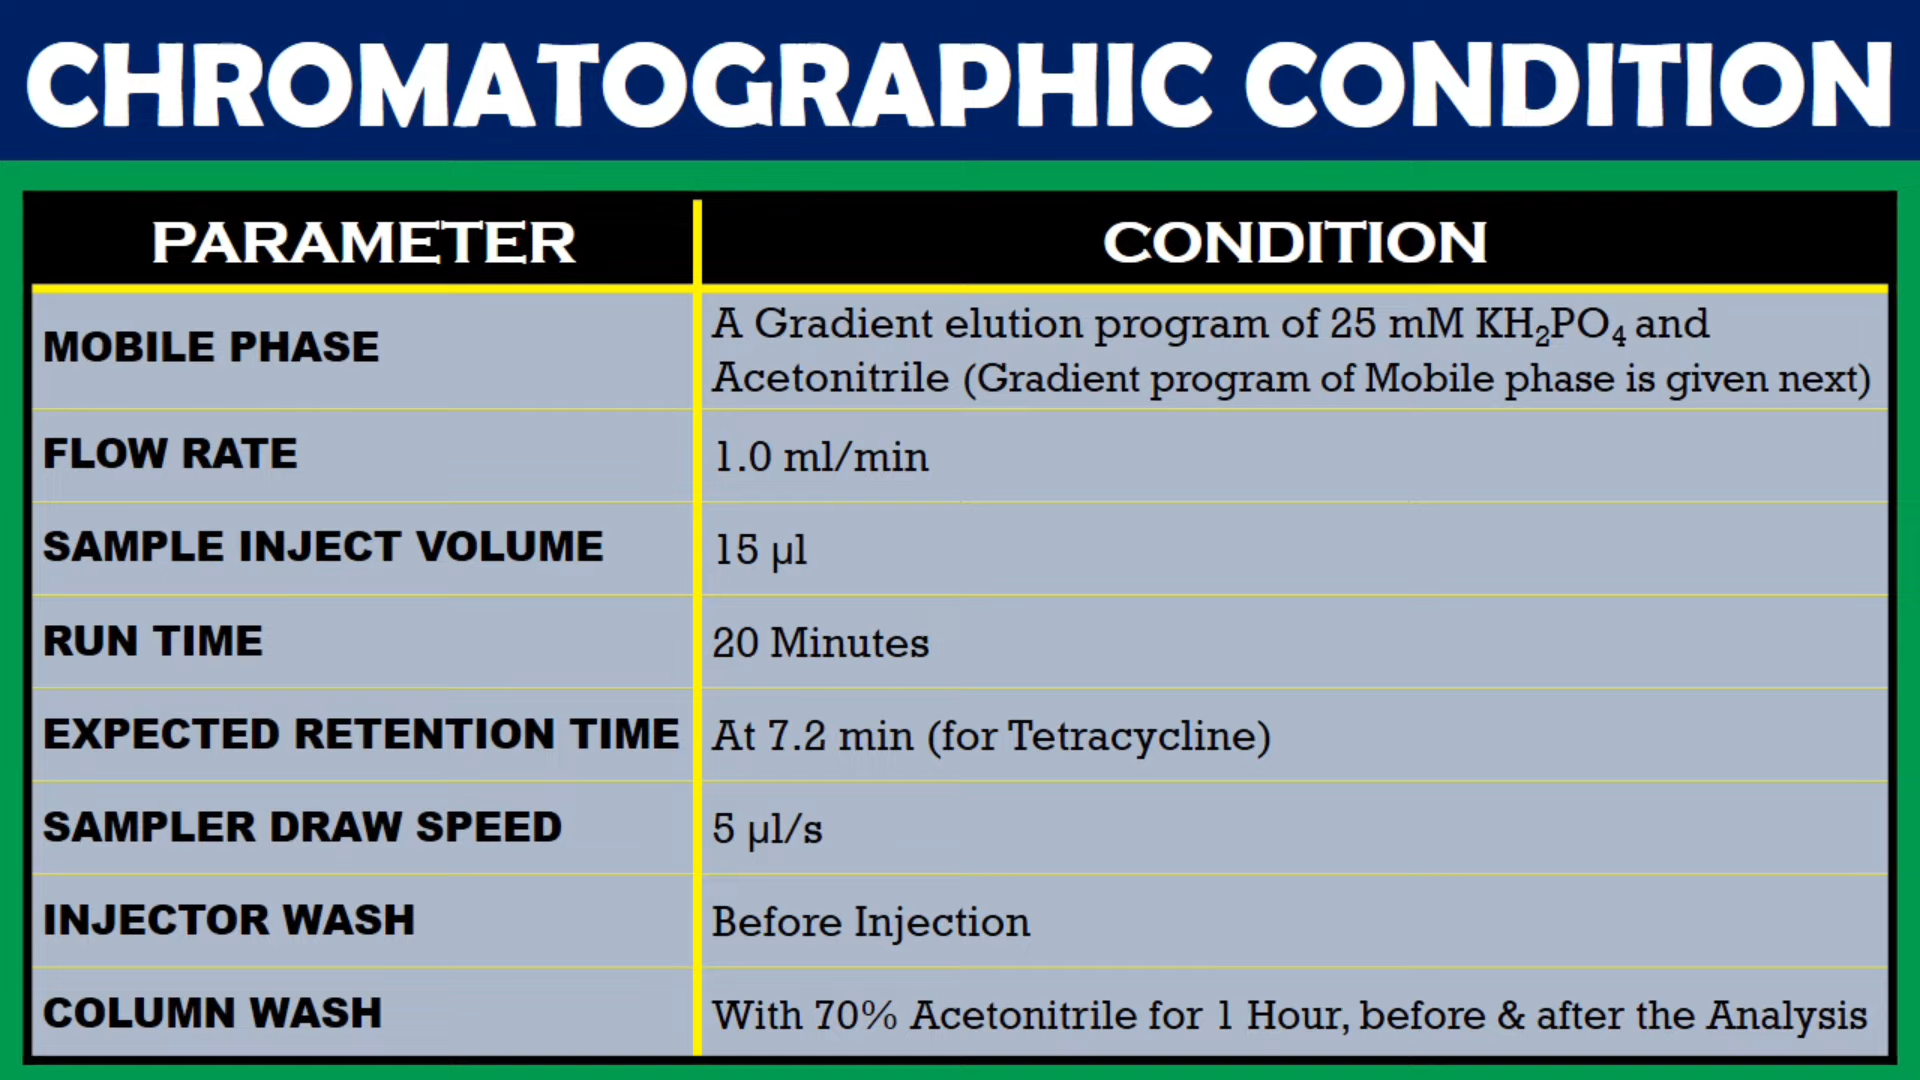 CHROMATOGRAPHIC CONDITION
PARAMETER
CONDITION
MOBILE PHASE
A Gradient elution program of 25 mM KH₂PO₄ and
Acetonitrile (Gradient program of Mobile phase is given next)
FLOW RATE
1.0 ml/min
SAMPLE INJECT VOLUME
15 µl
RUN TIME
20 Minutes
EXPECTED RETENTION TIME
At 7.2 min (for Tetracycline)
SAMPLER DRAW SPEED
5 µl/s
INJECTOR WASH
Before Injection
COLUMN WASH
With 70% Acetonitrile for 1 Hour, before & after the Analysis